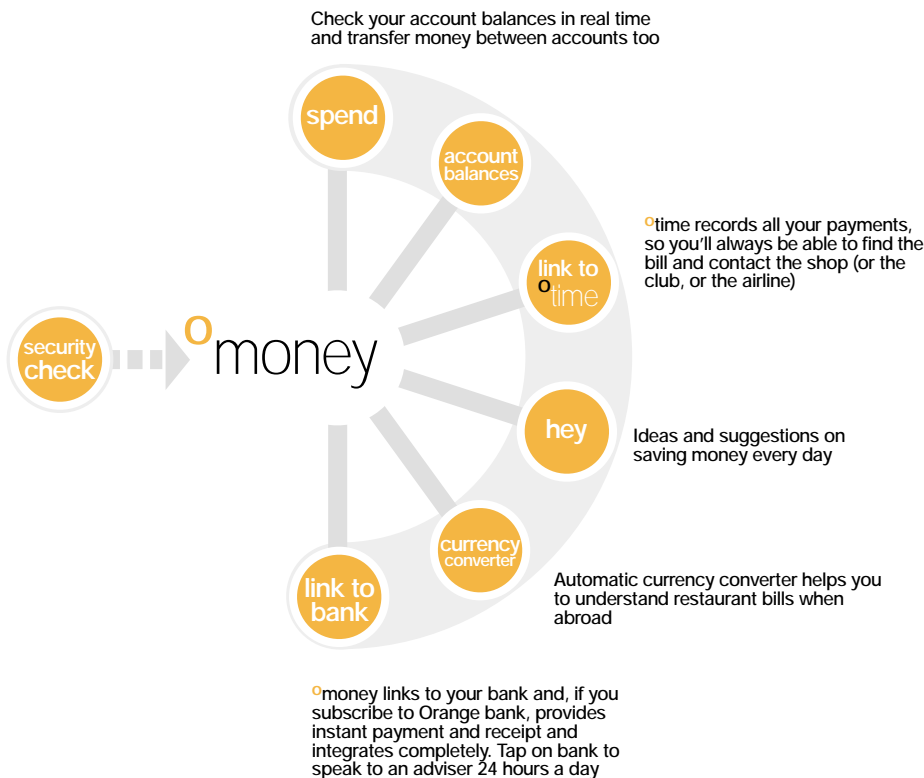 Check your account balances in real time
and transfer money between accounts too
spend
account
balances
otime records all your payments,
so you'll always be able to find the
bill and contact the shop (or the
club, or the airline)
link to
otime
security
check
omoney
hey
Ideas and suggestions on
saving money every day
currency
converter
Automatic currency converter helps you
to understand restaurant bills when
abroad
link to
bank
omoney links to your bank and, if you
subscribe to Orange bank, provides
instant payment and receipt and
integrates completely. Tap on bank to
speak to an adviser 24 hours a day